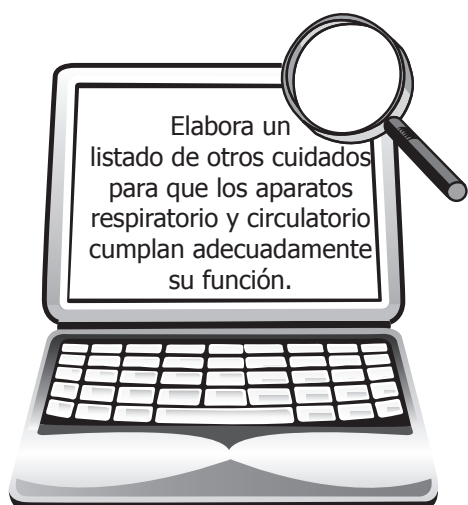 Elabora un
listado de otros cuidados
para que los aparatos
respiratorio y circulatorio
cumplan adecuadamente
su función.